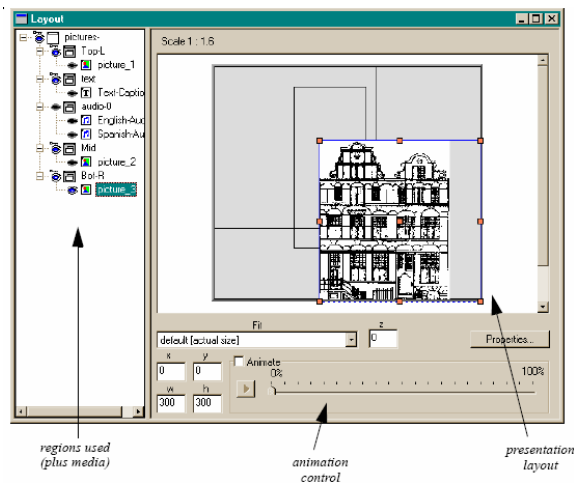 Layout
pictures-
Top-L
picture_1
text
Text-Captio
audio-0
English-Aud
Spanish-Au
Mid
picture_2
Bot-R
picture_3
Scale 1 : 1.6
Fit
z
default [actual size]
0
Properties...
x y
0 0
w h
300 300
Animate
0%
100%
regions used
(plus media)
animation
control
presentation
layout